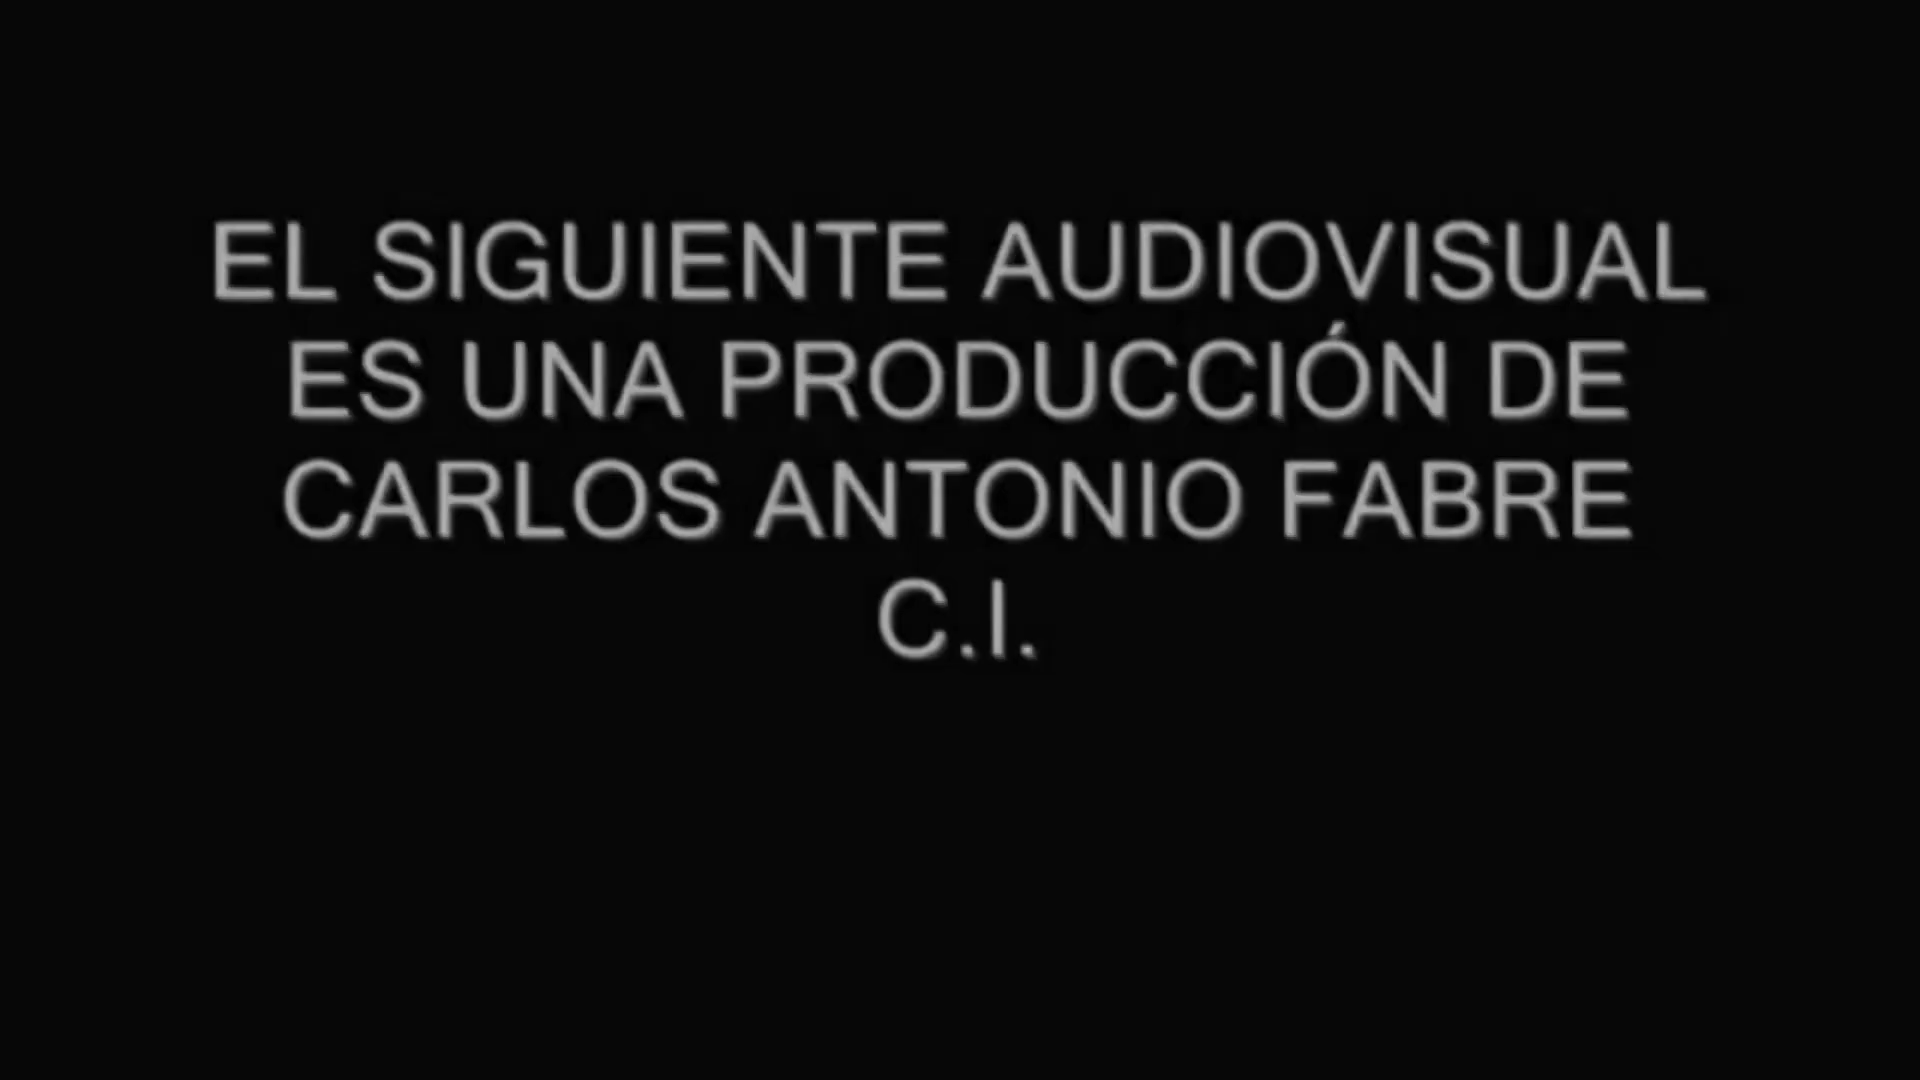 EL SIGUIENTE AUDIOVISUAL
ES UNA PRODUCCIÓN DE
CARLOS ANTONIO FABRE
C.I.